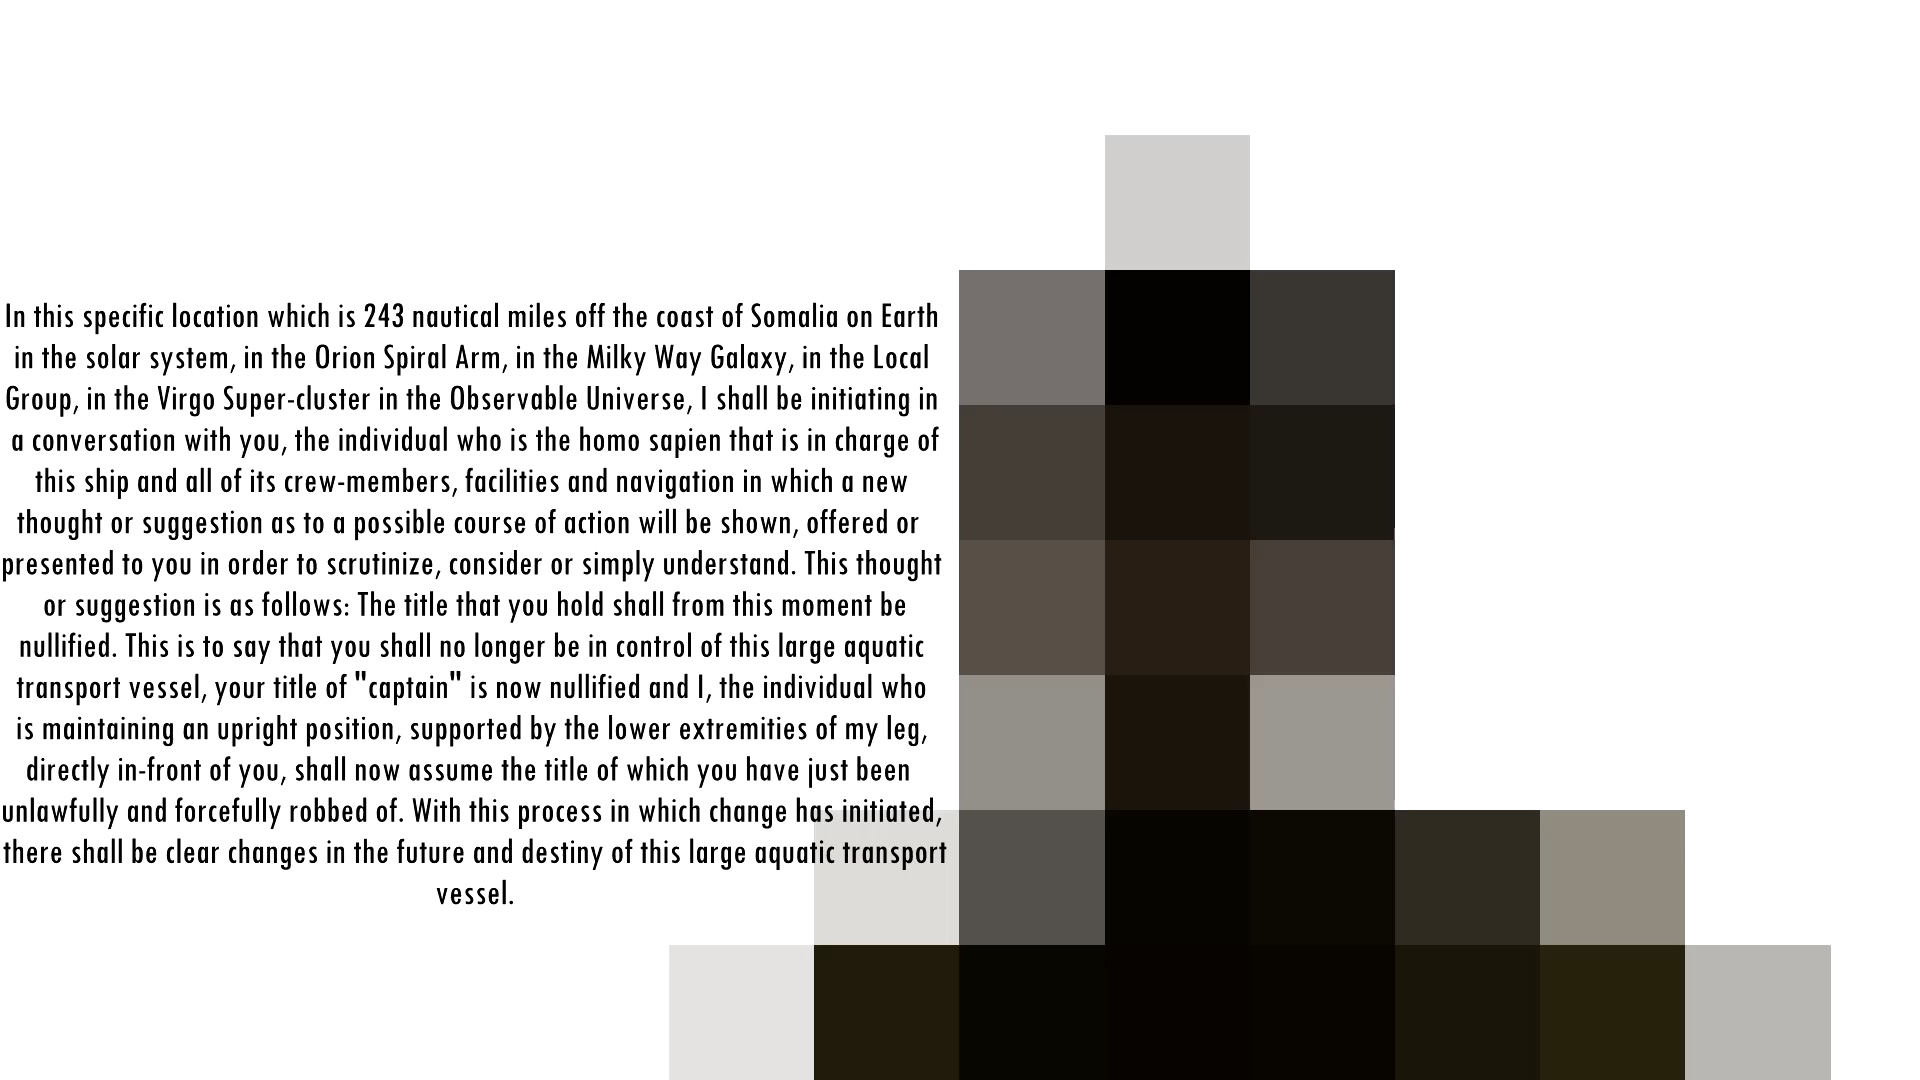 In this specific location which is 243 nautical miles off the coast of Somalia on Earth
in the solar system, in the Orion Spiral Arm, in the Milky Way Galaxy, in the Local
Group, in the Virgo Super-cluster in the Observable Universe, I shall be initiating in
a conversation with you, the individual who is the homo sapien that is in charge of
this ship and all of its crew-members, facilities and navigation in which a new
thought or suggestion as to a possible course of action will be shown, offered or
presented to you in order to scrutinize, consider or simply understand. This thought
or suggestion is as follows: The title that you hold shall from this moment be
nullified. This is to say that you shall no longer be in control of this large aquatic
transport vessel, your title of "captain" is now nullified and I, the individual who
is maintaining an upright position, supported by the lower extremities of my leg,
directly in-front of you, shall now assume the title of which you have just been
unlawfully and forcefully robbed of. With this process in which change has initiated,
there shall be clear changes in the future and destiny of this large aquatic transport
vessel.